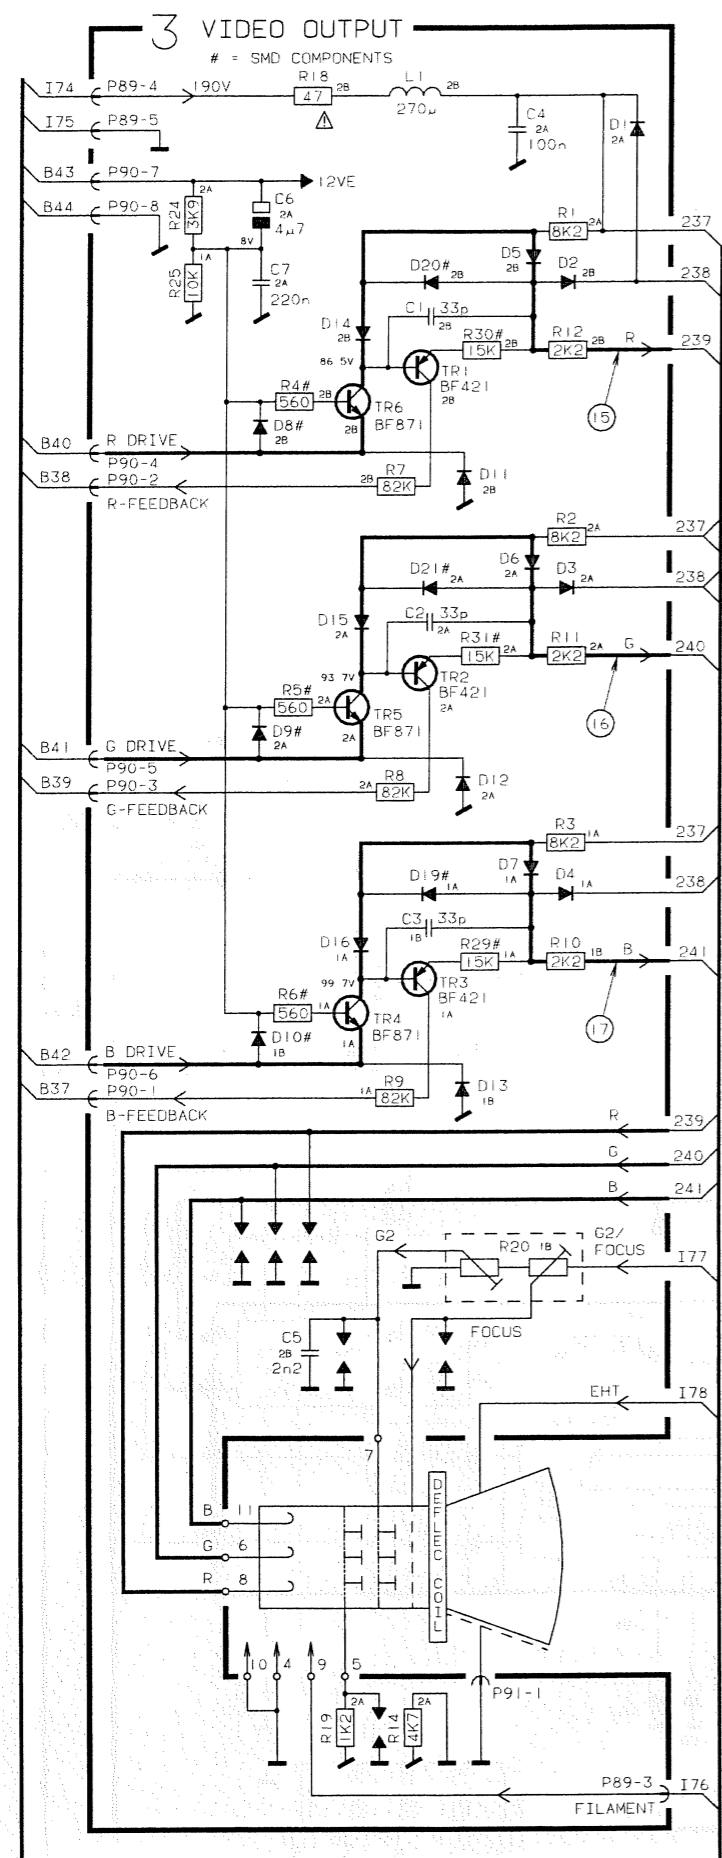 3 VIDEO OUTPUT
# = SMD COMPONENTS
I74 P89-4 190V R18 47 2B L1 270µ 2B
I75 P89-5
C4 2A 100n D1 2A
B43 P90-7 12VE
B44 P90-8
R24 3K9 2A C6 2A 4µ7
8V
R25 10K 1A C7 2A 220n
R1 8K2 2A 237
D5 2B D20# 2B D2 2B 238
C1 33p 2B
D14 2B R30# 15K 2B R12 2K2 2B R 239
86 5V TR1 BF421 2B
R4# 560 2B TR6 BF871 2B
15
D8# 2B
B40 R DRIVE P90-4
B38 P90-2 R-FEEDBACK
2B R7 82K D11 2B
R2 8K2 2A 237
D6 2A D21# 2A D3 2A 238
C2 33p 2A
D15 2A R31# 15K 2A R11 2K2 2A G 240
93 7V TR2 BF421 2A
R5# 560 2A TR5 BF871 2A
16
D9# 2A
B41 G DRIVE P90-5
B39 P90-3 G-FEEDBACK
2A R8 82K D12 2A
R3 8K2 1A 237
D7 1A D19# 1A D4 1A 238
C3 33p 1B
D16 1A R29# 15K 1A R10 2K2 1B B 241
99 7V TR3 BF421 1A
R6# 560 1A TR4 BF871 1A
17
D10# 1B
B42 B DRIVE P90-6
B37 P90-1 B-FEEDBACK
1A R9 82K D13 1B
R 239
G 240
B 241
G2 R20 1B G2/ FOCUS I77
FOCUS
C5 2B 2n2
EHT I78
7
DEFLEC COIL
B 11
G 6
R 8
10 4 9 5
P91-1
R19 1K2 2A R14 4K7 2A
P89-3 I76
FILAMENT